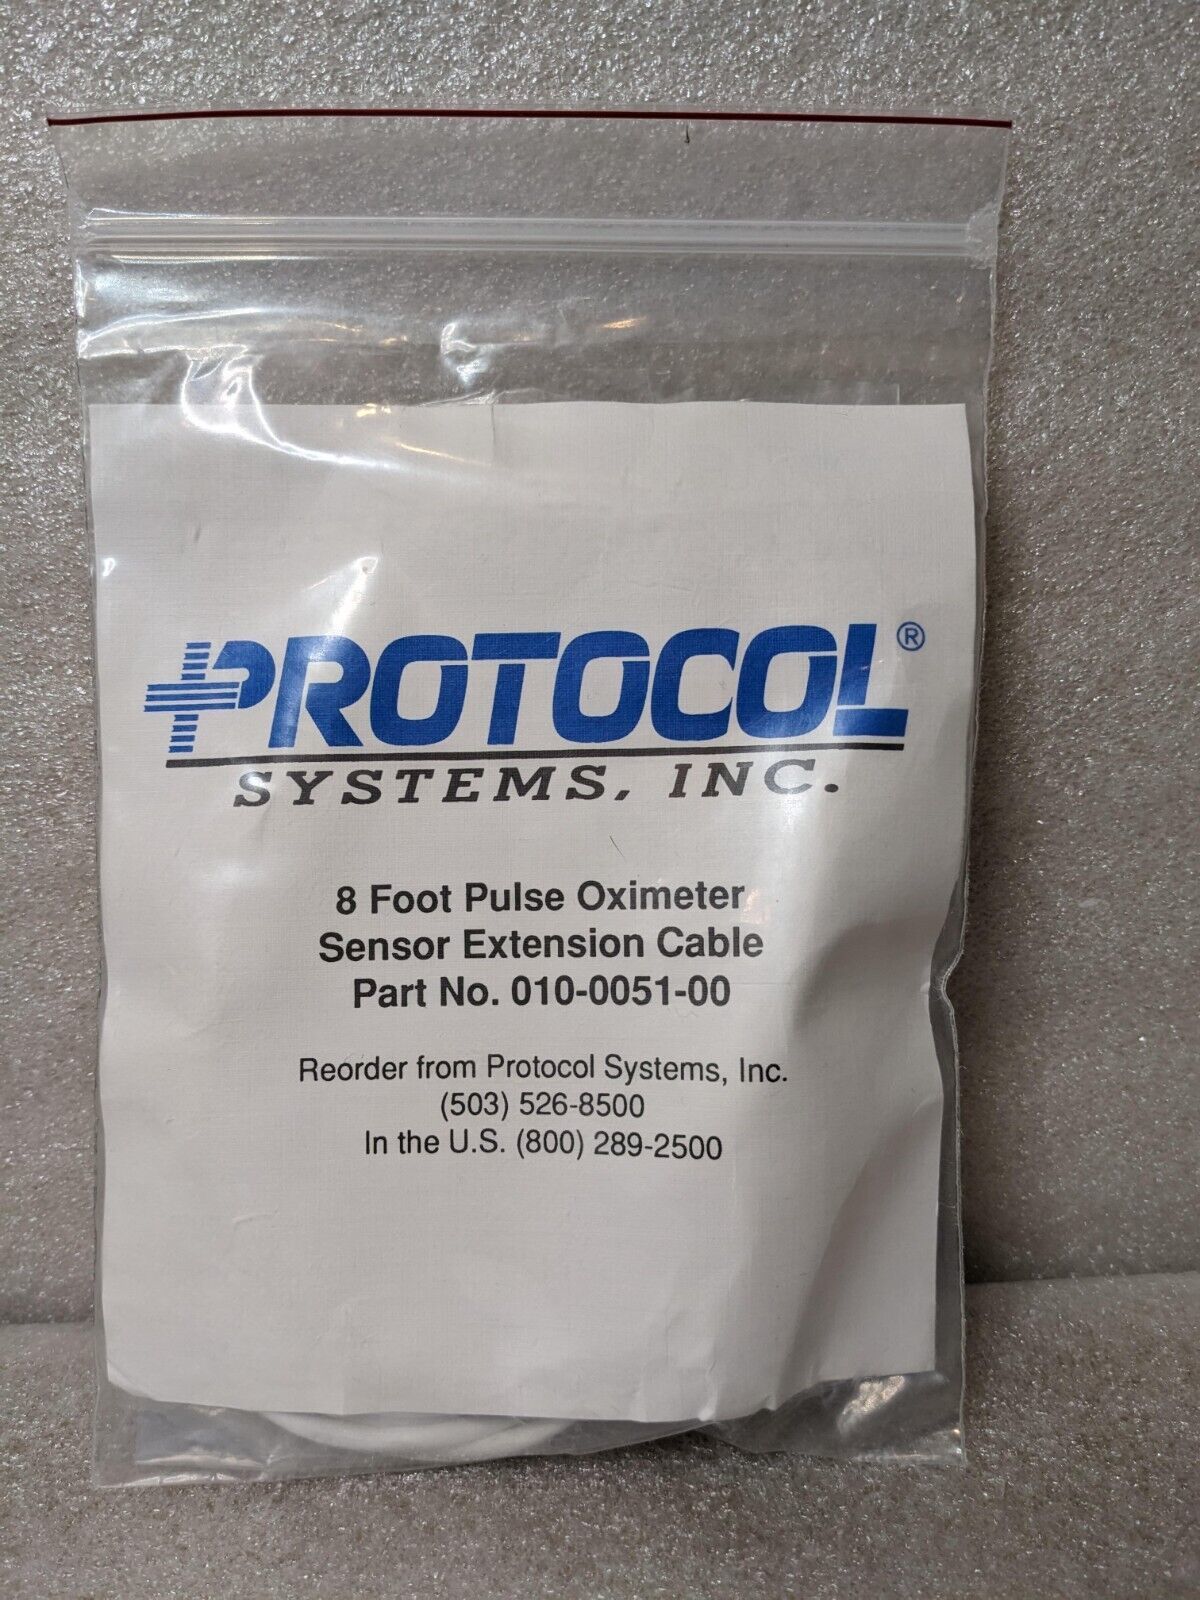 PROTOCOL®
SYSTEMS, INC.
8 Foot Pulse Oximeter
Sensor Extension Cable
Part No. 010-0051-00
Reorder from Protocol Systems, Inc.
(503) 526-8500
In the U.S. (800) 289-2500